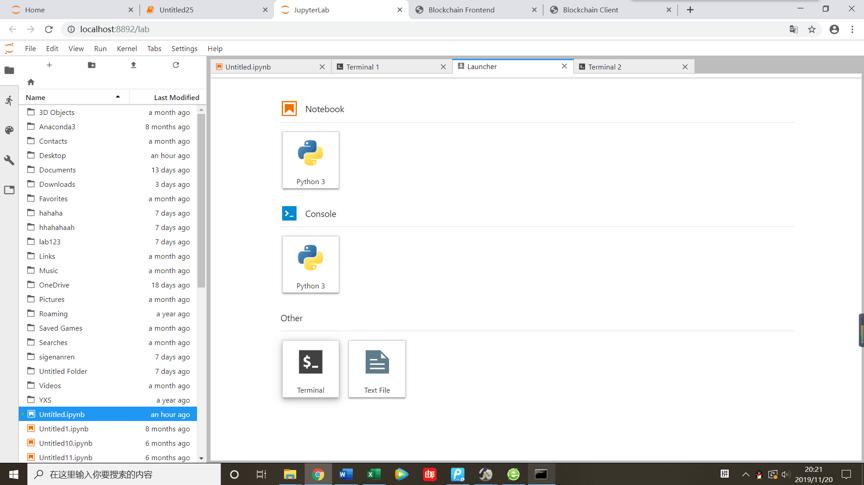 Home
Untitled25
JupyterLab
Blockchain Frontend
Blockchain Client
localhost:8892/lab
File Edit View Run Kernel Tabs Settings Help
Untitled.ipynb
Terminal 1
Launcher
Terminal 2
Name Last Modified
3D Objects a month ago
Anaconda3 8 months ago
Contacts a month ago
Desktop an hour ago
Documents 13 days ago
Downloads 3 days ago
Favorites a month ago
hahaha 7 days ago
hhahahaah 7 days ago
lab123 7 days ago
Links a month ago
Music a month ago
OneDrive 18 days ago
Pictures a month ago
Roaming a year ago
Saved Games a month ago
Searches a month ago
sigenanren 7 days ago
Untitled Folder 7 days ago
Videos a month ago
YXS a year ago
Untitled.ipynb an hour ago
Untitled1.ipynb 8 months ago
Untitled10.ipynb 6 months ago
Untitled11.ipynb 6 months ago
Notebook
Python 3
Console
Python 3
Other
$_
Terminal
Text File
在这里输入你要搜索的内容
20:21
2019/11/20